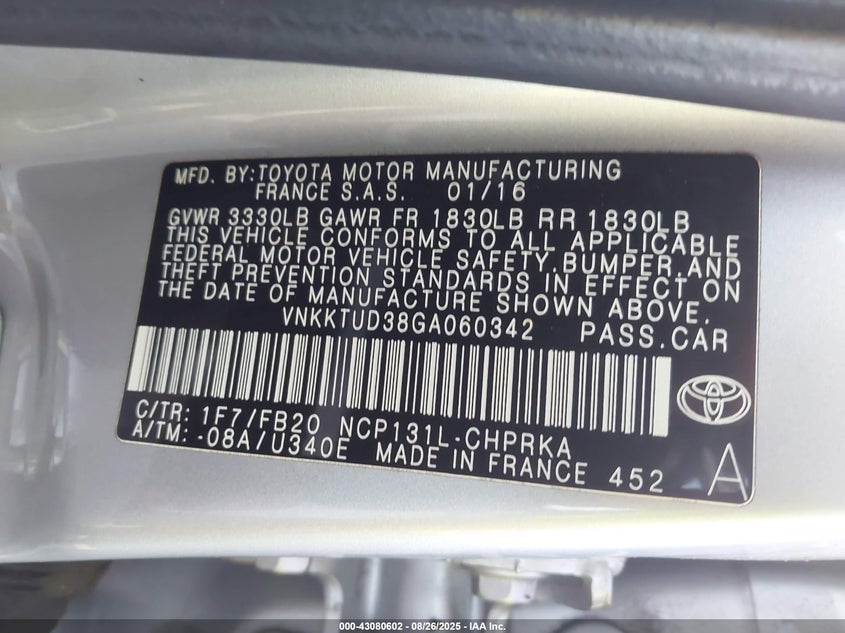 MFD. BY:TOYOTA MOTOR MANUFACTURING
FRANCE S.A.S. 01/16
GVWR 3330LB GAWR FR 1830LB RR 1830LB
THIS VEHICLE CONFORMS TO ALL APPLICABLE
FEDERAL MOTOR VEHICLE SAFETY,BUMPER,AND
THEFT PREVENTION STANDARDS IN EFFECT ON
THE DATE OF MANUFACTURE SHOWN ABOVE.
VNKKTUD38GA060342 PASS.CAR
C/TR: 1F7/FB20 NCP131L-CHPRKA
A/TM: -08A/U340E MADE IN FRANCE 452 A
000-43080602 - 08/26/2025 - IAA Inc.